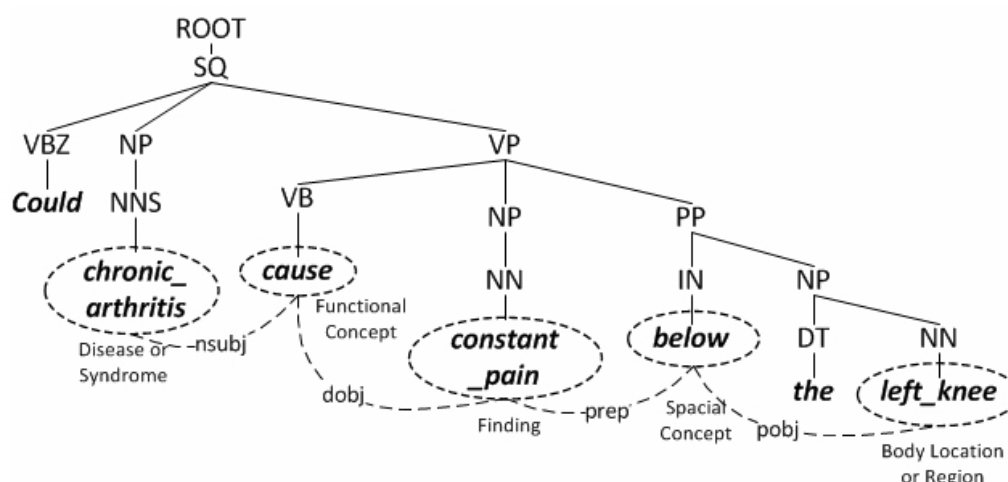 ROOT
SQ
VBZ NP VP
Could NNS VB NP PP
chronic_
arthritis
cause NN IN NP
Functional
Concept
constant
_pain
below DT NN
the left_knee
Disease or
Syndrome
nsubj
dobj
Finding
prep
Spacial
Concept
pobj
Body Location
or Region